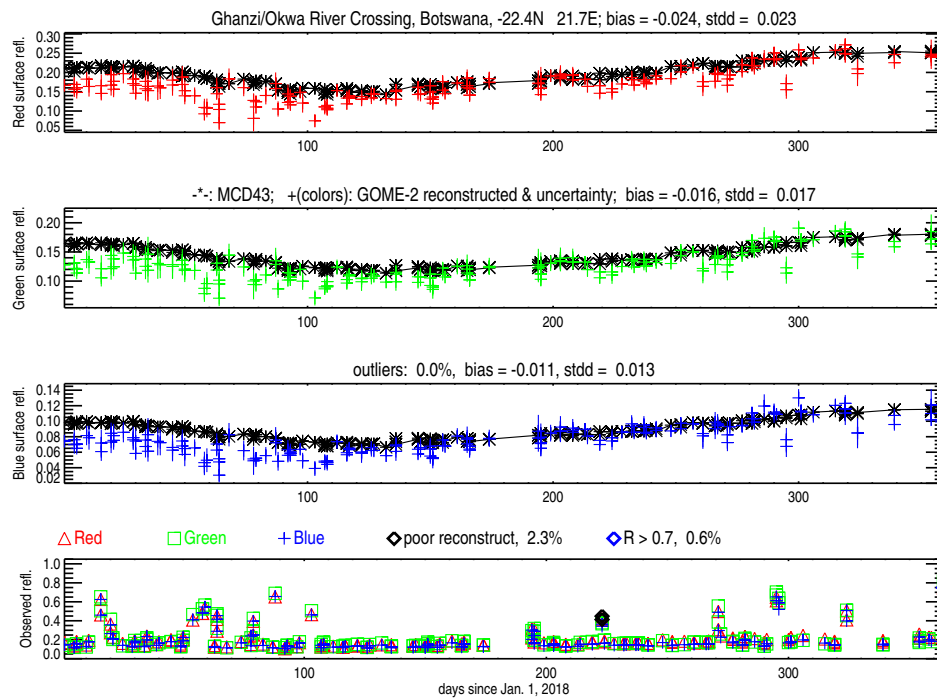 Ghanzi/Okwa River Crossing, Botswana, -22.4N 21.7E; bias = -0.024, stdd = 0.023
Red surface refl.
0.30
0.25
0.20
0.15
0.10
0.05
100
200
300
-*-: MCD43; +(colors): GOME-2 reconstructed & uncertainty; bias = -0.016, stdd = 0.017
Green surface refl.
0.20
0.15
0.10
100
200
300
outliers: 0.0%, bias = -0.011, stdd = 0.013
Blue surface refl.
0.14
0.12
0.10
0.08
0.06
0.04
0.02
100
200
300
Red
Green
Blue
poor reconstruct, 2.3%
R > 0.7, 0.6%
Observed refl.
1.0
0.8
0.6
0.4
0.2
0.0
100
200
300
days since Jan. 1, 2018